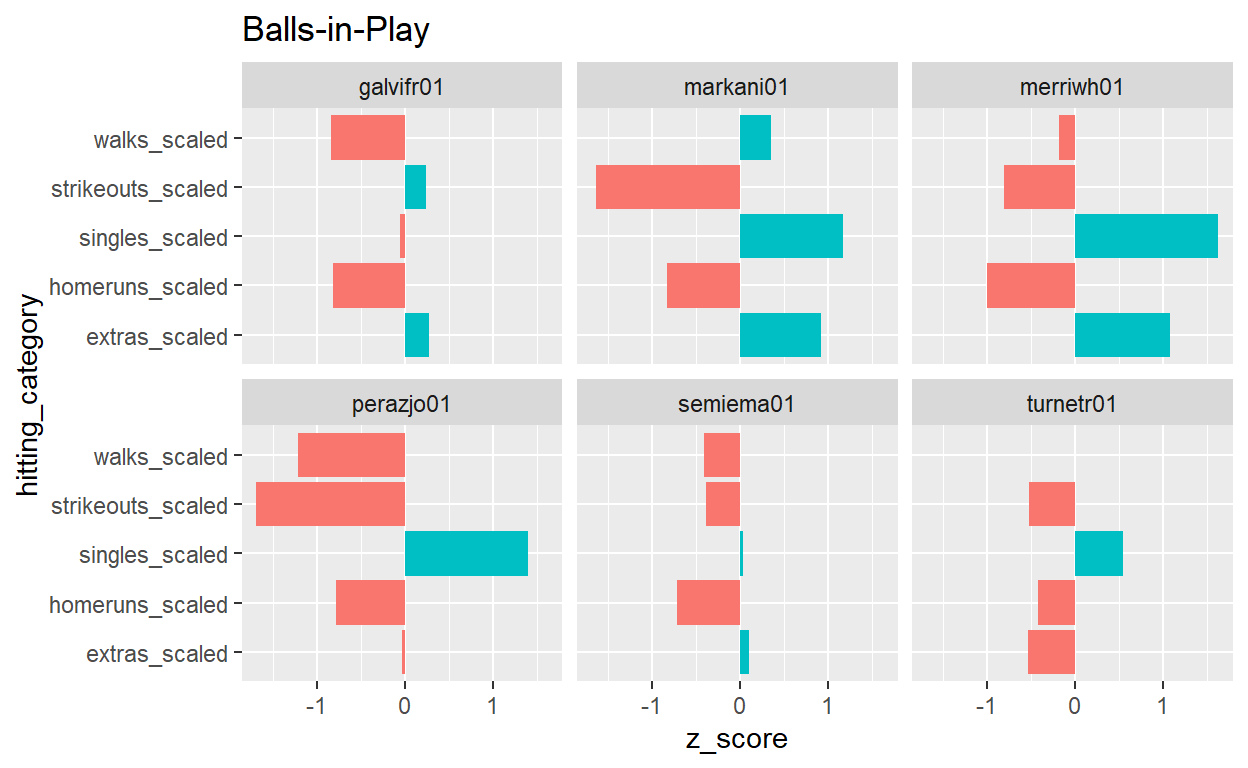 Balls-in-Play
galvifr01
markani01
merriwh01
walks_scaled
strikeouts_scaled
singles_scaled
homeruns_scaled
extras_scaled
hitting_category
perazjo01
semiema01
turnetr01
walks_scaled
strikeouts_scaled
singles_scaled
homeruns_scaled
extras_scaled
-1 0 1
-1 0 1
-1 0 1
z_score